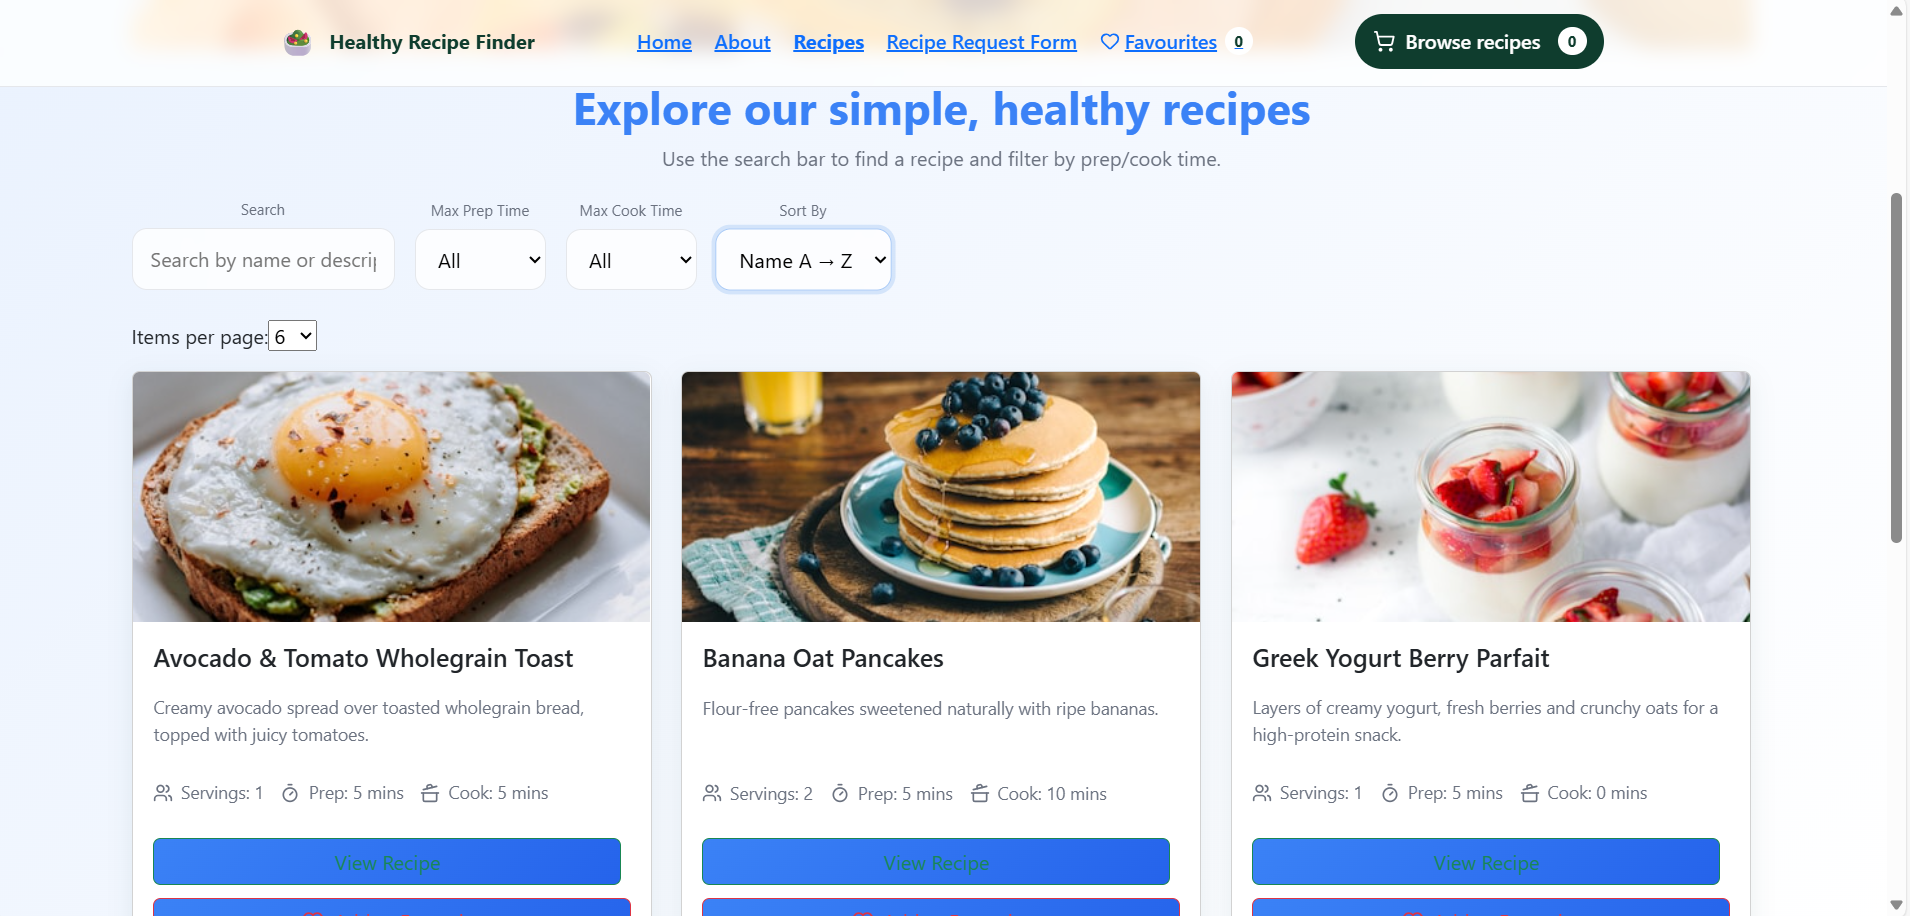 Healthy Recipe Finder
Home About Recipes Recipe Request Form Favourites 0
Browse recipes 0
Explore our simple, healthy recipes
Use the search bar to find a recipe and filter by prep/cook time.
Search Max Prep Time Max Cook Time Sort By
Search by name or descrip All All Name A → Z
Items per page: 6
Avocado & Tomato Wholegrain Toast
Creamy avocado spread over toasted wholegrain bread,
topped with juicy tomatoes.
Servings: 1 Prep: 5 mins Cook: 5 mins
View Recipe
Banana Oat Pancakes
Flour-free pancakes sweetened naturally with ripe bananas.
Servings: 2 Prep: 5 mins Cook: 10 mins
View Recipe
Greek Yogurt Berry Parfait
Layers of creamy yogurt, fresh berries and crunchy oats for a
high-protein snack.
Servings: 1 Prep: 5 mins Cook: 0 mins
View Recipe